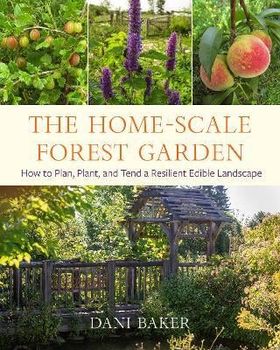 THE HOME-SCALE
FOREST GARDEN
How to Plan, Plant, and Tend a Resilient Edible Landscape
DANI BAKER